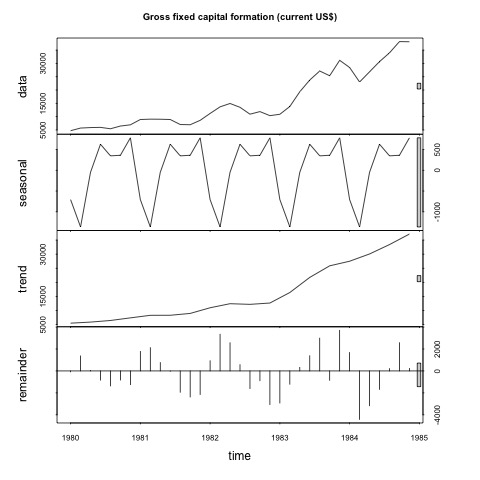 Gross fixed capital formation (current US$)
data
5000 15000 30000
seasonal
-1000 0 500
trend
5000 15000 30000
remainder
-4000 0 2000
1980 1981 1982 1983 1984 1985
time